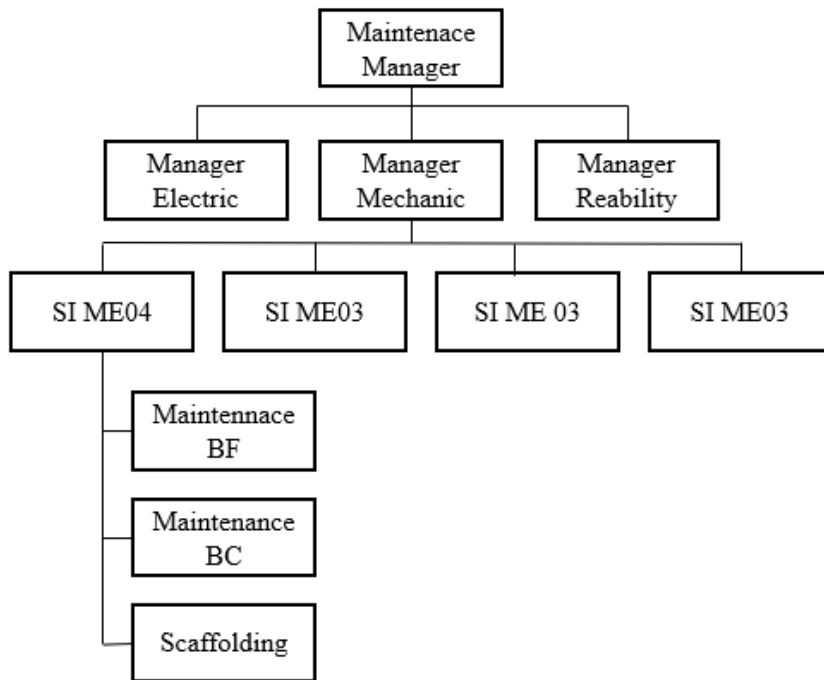 Maintenace
Manager
Manager
Electric
Manager
Mechanic
Manager
Reability
SI ME04
SI ME03
SI ME 03
SI ME03
Maintennace
BF
Maintenance
BC
Scaffolding